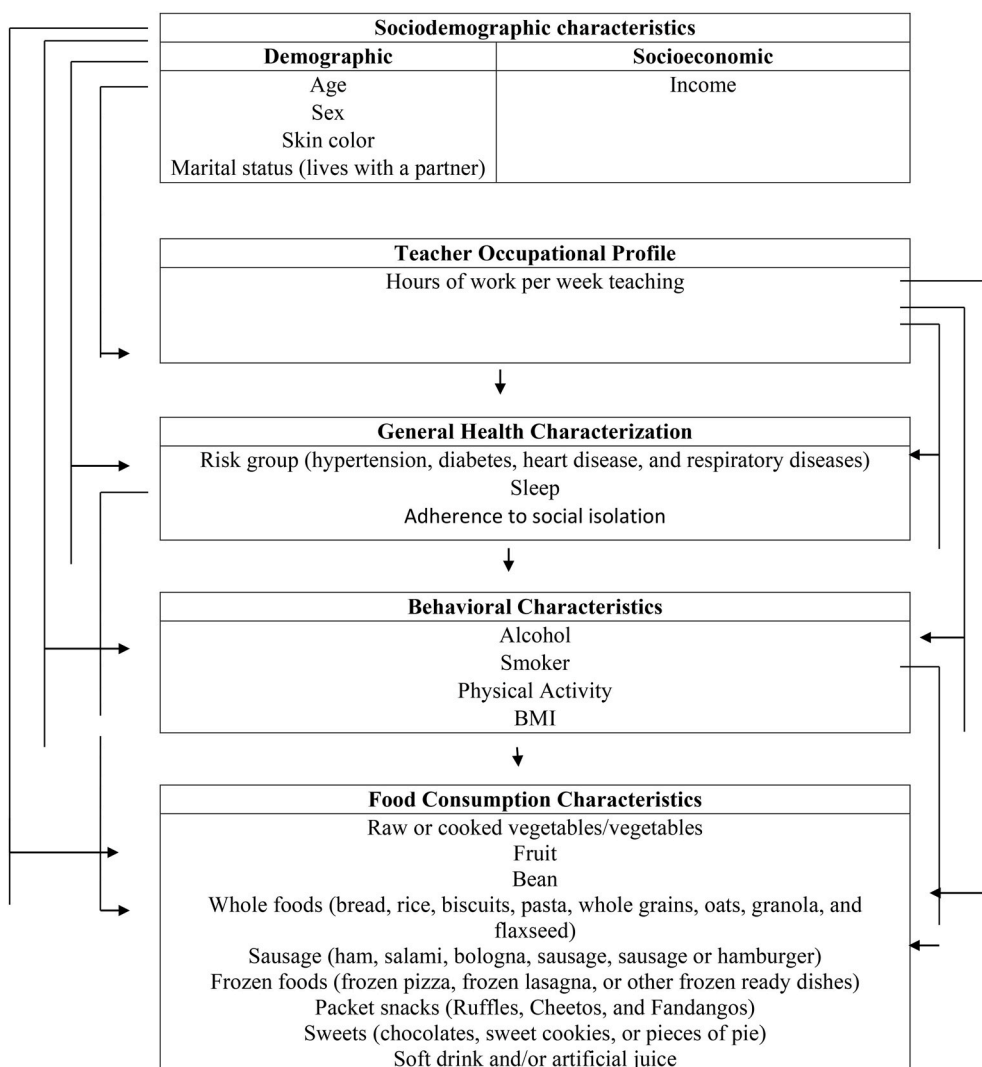 Sociodemographic characteristics
Demographic
Socioeconomic
Age
Income
Sex
Skin color
Marital status (lives with a partner)
Teacher Occupational Profile
Hours of work per week teaching
General Health Characterization
Risk group (hypertension, diabetes, heart disease, and respiratory diseases)
Sleep
Adherence to social isolation
Behavioral Characteristics
Alcohol
Smoker
Physical Activity
BMI
Food Consumption Characteristics
Raw or cooked vegetables/vegetables
Fruit
Bean
Whole foods (bread, rice, biscuits, pasta, whole grains, oats, granola, and
flaxseed)
Sausage (ham, salami, bologna, sausage, sausage or hamburger)
Frozen foods (frozen pizza, frozen lasagna, or other frozen ready dishes)
Packet snacks (Ruffles, Cheetos, and Fandangos)
Sweets (chocolates, sweet cookies, or pieces of pie)
Soft drink and/or artificial juice